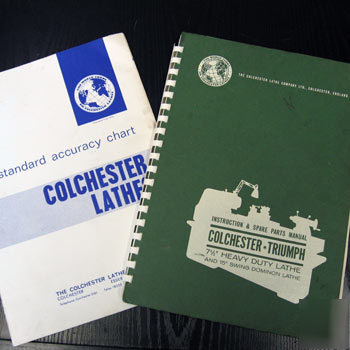 standard accuracy chart
COLCHESTER
LATHE
THE COLCHESTER LATHE
COLCHESTER
ESSEX
THE COLCHESTER LATHE COMPANY LTD., COLCHESTER, ENGLAND
INSTRUCTION & SPARE PARTS MANUAL
COLCHESTER-TRIUMPH
7½" HEAVY DUTY LATHE
AND 15" SWING DOMINION LATHE